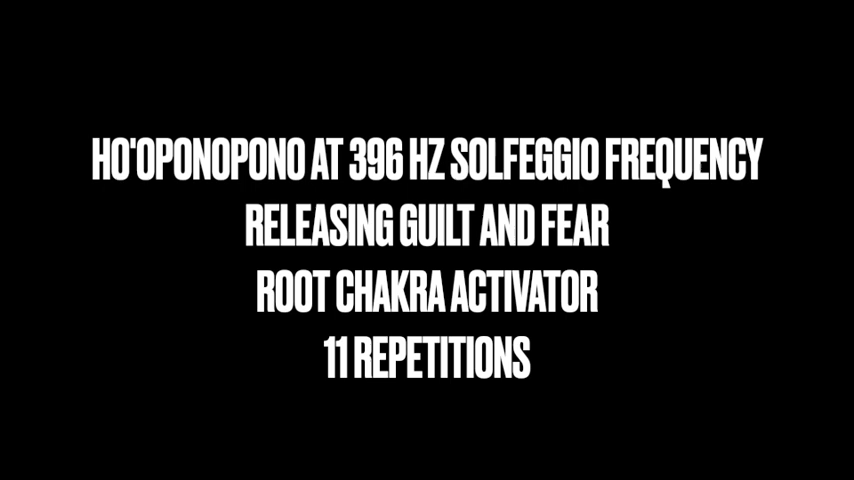 HO'OPONOPONO AT 396 HZ SOLFEGGIO FREQUENCY
RELEASING GUILT AND FEAR
ROOT CHAKRA ACTIVATOR
11 REPETITIONS